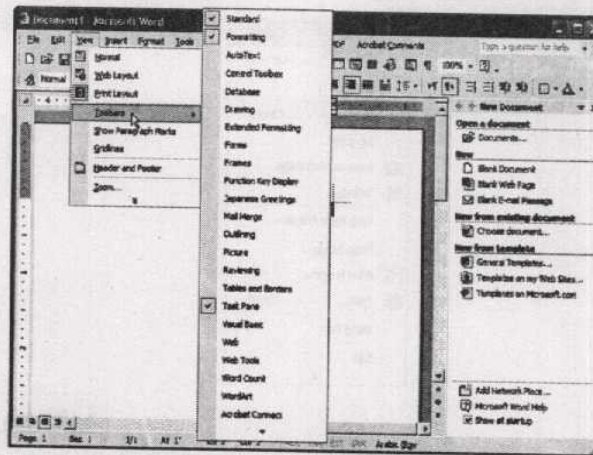 Document1 - Microsoft Word
File Edit View Insert Format Tools
Acrobat Comments
Type a question for help
Normal
100%
Normal
Web Layout
Print Layout
Toolbars
Show Paragraph Marks
Gridlines
Header and Footer
Zoom...
Standard
Formatting
AutoText
Control Toolbox
Database
Drawing
Extended Formatting
Forms
Frames
Function Key Display
Japanese Greetings
Mail Merge
Outlining
Picture
Reviewing
Tables and Borders
Task Pane
Visual Basic
Web
Web Tools
Word Count
WordArt
Acrobat Connect
New Document
Open a document
Documents...
New
Blank Document
Blank Web Page
Blank E-mail Message
New from existing document
Choose document...
New from template
General Templates...
Templates on my Web Sites...
Templates on Microsoft.com
Add Network Place...
Microsoft Word Help
Show at startup
Page 1 Sec 1 1/1 At 1"